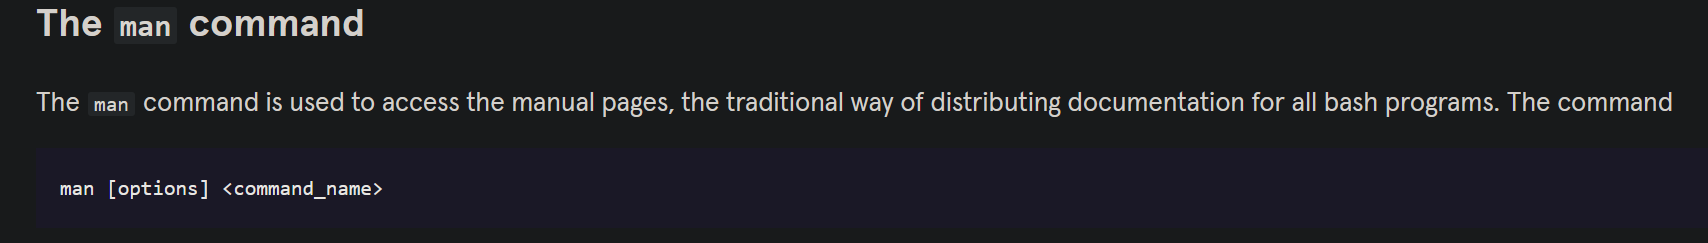 The man command
The man command is used to access the manual pages, the traditional way of distributing documentation for all bash programs. The command
man [options] <command_name>